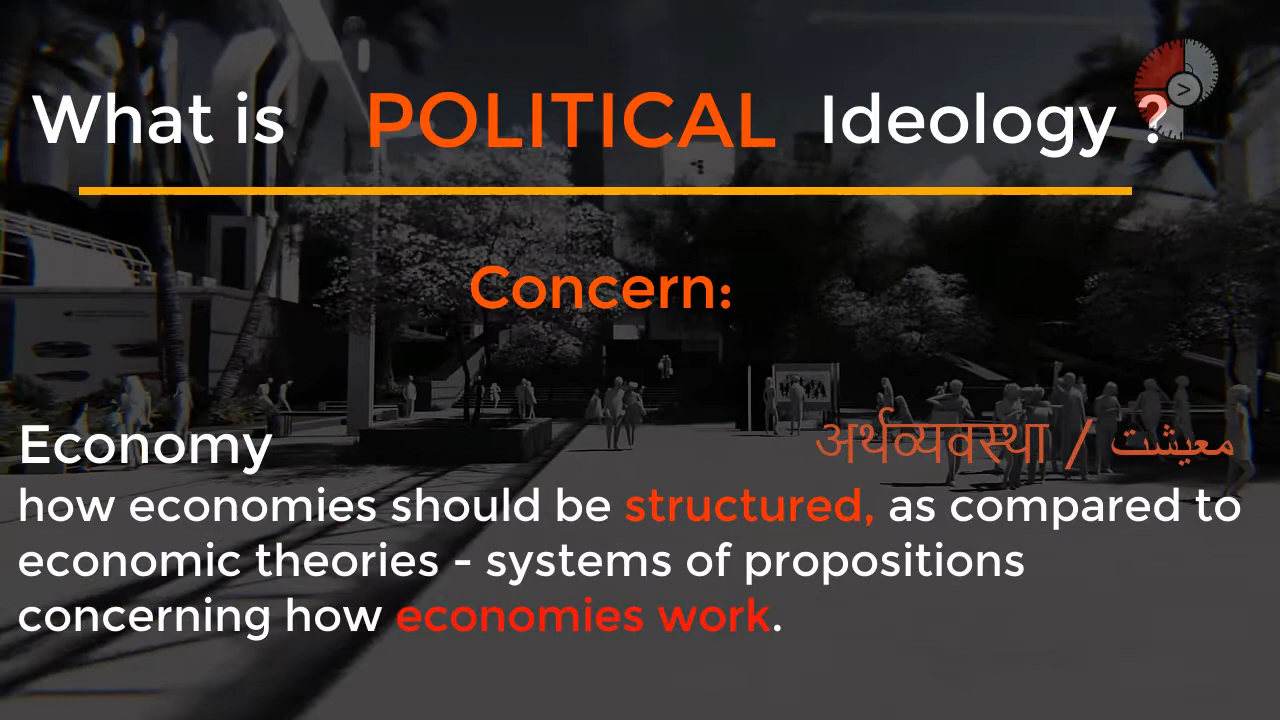 What is POLITICAL Ideology ?
Concern:
Economy अर्थव्यवस्था / معیشت
how economies should be structured, as compared to
economic theories - systems of propositions
concerning how economies work.